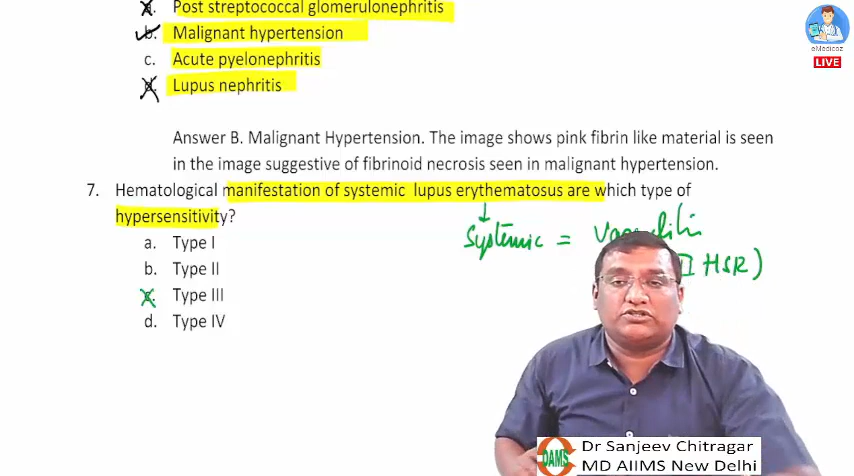 a. Post streptococcal glomerulonephritis
b. Malignant hypertension
c. Acute pyelonephritis
d. Lupus nephritis
Answer B. Malignant Hypertension. The image shows pink fibrin like material is seen
in the image suggestive of fibrinoid necrosis seen in malignant hypertension.
7. Hematological manifestation of systemic lupus erythematosus are which type of
hypersensitivity?
Systemic =
HSR)
a. Type I
b. Type II
c. Type III
d. Type IV
eMedicoz
LIVE
DAMS
Dr Sanjeev Chitragar
MD AIIMS New Delhi